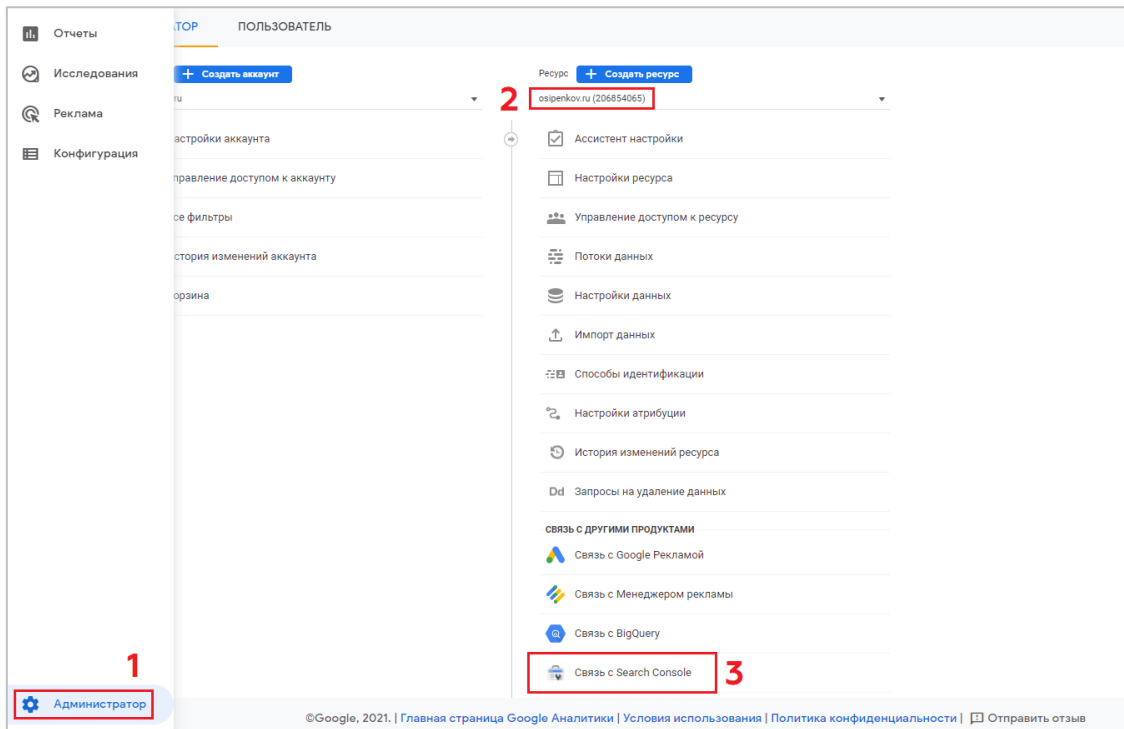 Отчеты
Исследования
Реклама
Конфигурация
1
Администратор
ТОР ПОЛЬЗОВАТЕЛЬ
+ Создать аккаунт
ru
астройки аккаунта
правление доступом к аккаунту
се фильтры
стория изменений аккаунта
орзина
Ресурс + Создать ресурс
2 osipenkov.ru (206854065)
Ассистент настройки
Настройки ресурса
Управление доступом к ресурсу
Потоки данных
Настройки данных
Импорт данных
Способы идентификации
Настройки атрибуции
История изменений ресурса
Dd Запросы на удаление данных
СВЯЗЬ С ДРУГИМИ ПРОДУКТАМИ
Связь с Google Рекламой
Связь с Менеджером рекламы
Связь с BigQuery
Связь с Search Console 3
©Google, 2021. | Главная страница Google Аналитики | Условия использования | Политика конфиденциальности | Отправить отзыв